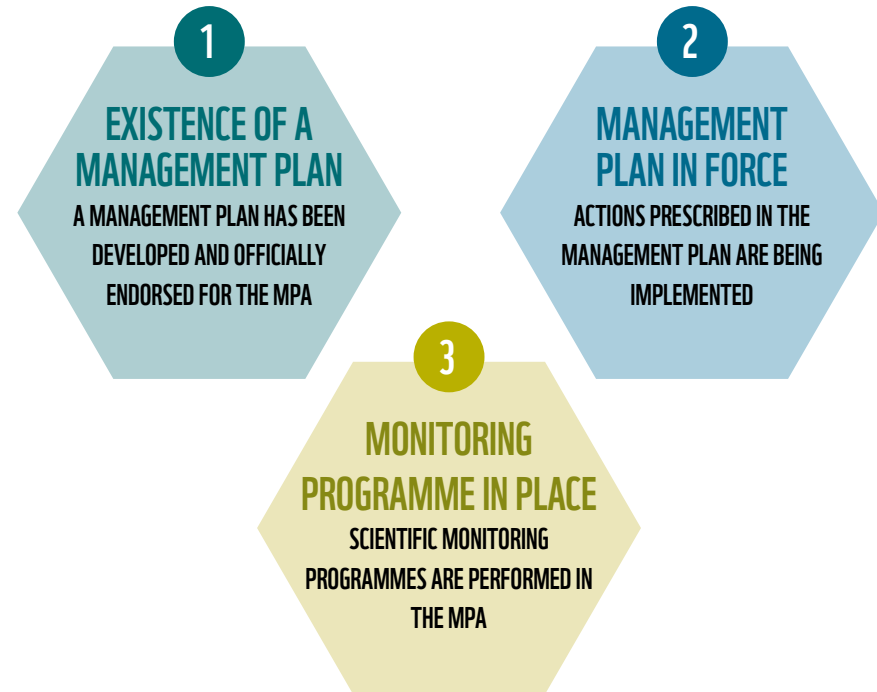 1
EXISTENCE OF A
MANAGEMENT PLAN
A MANAGEMENT PLAN HAS BEEN
DEVELOPED AND OFFICIALLY
ENDORSED FOR THE MPA
2
MANAGEMENT
PLAN IN FORCE
ACTIONS PRESCRIBED IN THE
MANAGEMENT PLAN ARE BEING
IMPLEMENTED
3
MONITORING
PROGRAMME IN PLACE
SCIENTIFIC MONITORING
PROGRAMMES ARE PERFORMED IN
THE MPA